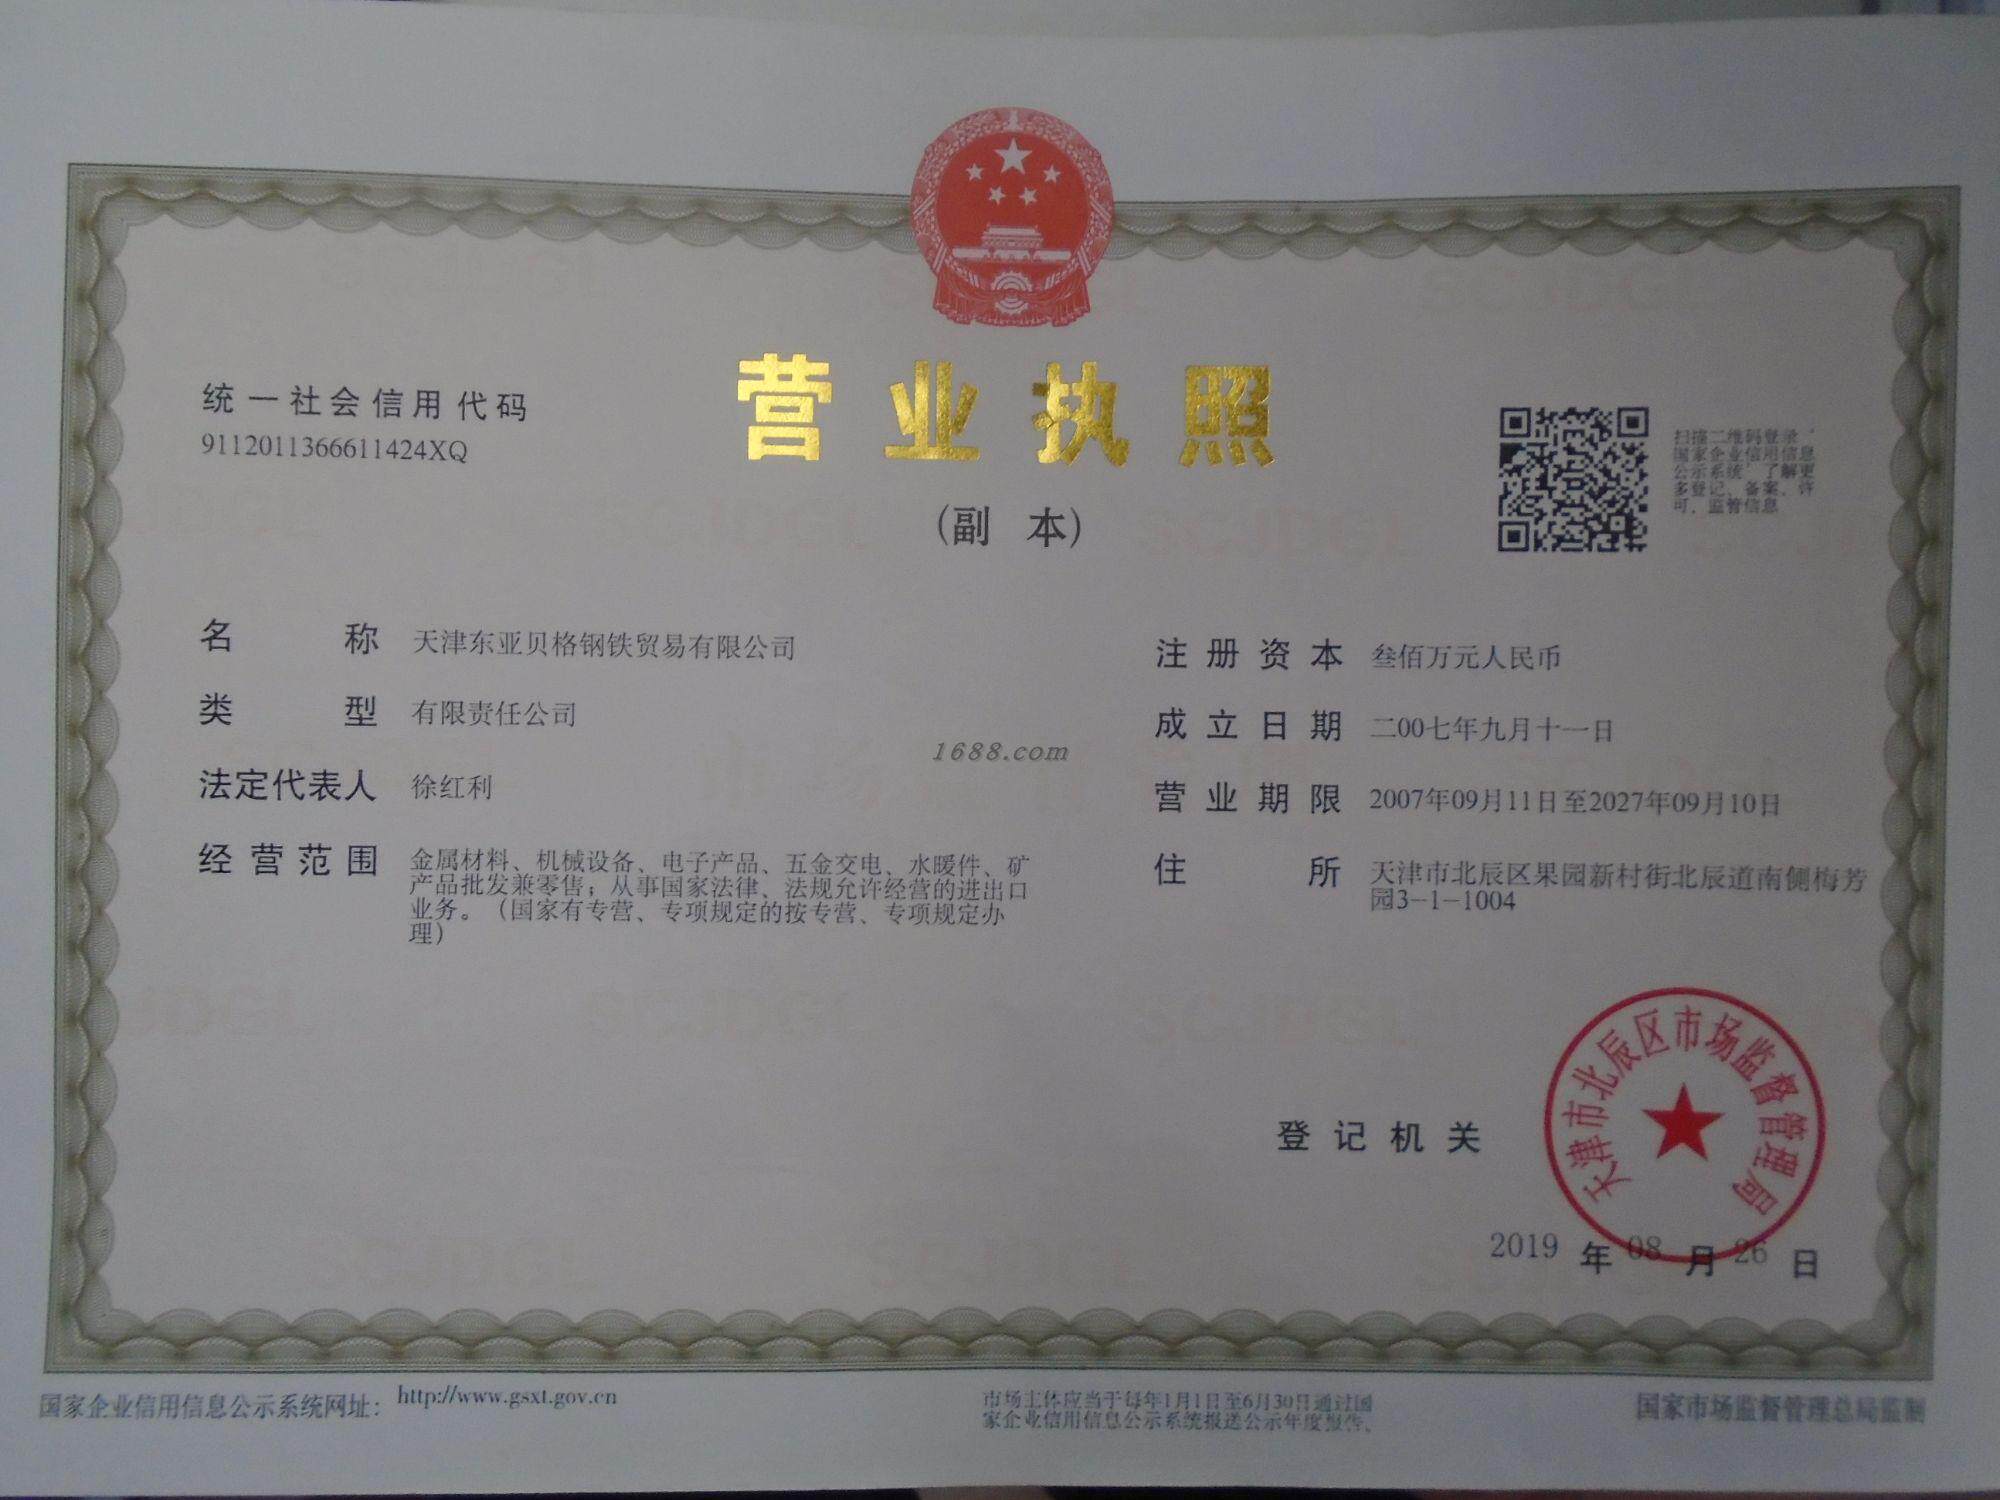 营业执照
(副 本)
统一社会信用代码
9112011366611424XQ
扫描二维码登录‘
国家企业信用信息
公示系统’了解更
多登记、备案、许
可、监管信息
名 称 天津东亚贝格钢铁贸易有限公司
类 型 有限责任公司
法定代表人 徐红利
经营范围 金属材料、机械设备、电子产品、五金交电、水暖件、矿
产品批发兼零售；从事国家法律、法规允许经营的进出口
业务。（国家有专营、专项规定的按专营、专项规定办
理）
注册资本 叁佰万元人民币
成立日期 二00七年九月十一日
营业期限 2007年09月11日至2027年09月10日
住 所 天津市北辰区果园新村街北辰道南侧梅芳
园3-1-1004
1688.com
登记机关
天津市北辰区市场监督管理局
2019 年 08 月 26 日
国家企业信用信息公示系统网址： http://www.gsxt.gov.cn
市场主体应当于每年1月1日至6月30日通过国
家企业信用信息公示系统报送公示年度报告。
国家市场监督管理总局监制